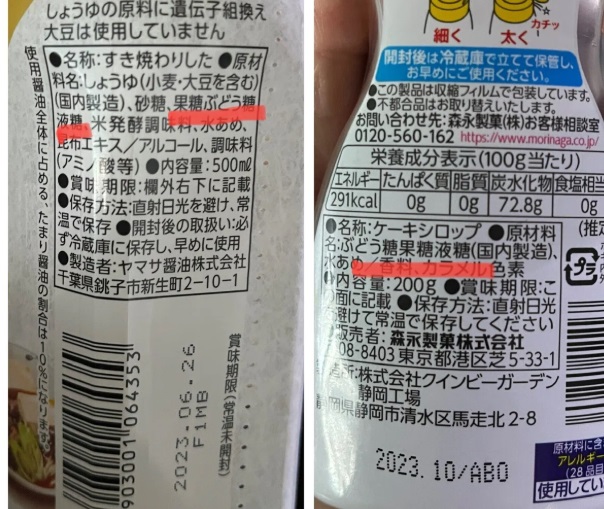 しょうゆの原料に遺伝子組換え
大豆は使用していません
使用醤油全体に占める、たまり醤油の割合は10%になります。
●名称:すき焼わりした ●原材
料名:しょうゆ(小麦・大豆を含む)
(国内製造)、砂糖、果糖ぶどう糖
液糖、米発酵調味料、水あめ、
昆布エキス/アルコール、調味料
(アミノ酸等) ●内容量:500mℓ
●賞味期限:欄外右下に記載
●保存方法:直射日光を避け、常
温で保存 ●開封後の取扱い:必
ず冷蔵庫に保存し、早めに使用
●製造者:ヤマサ醤油株式会社
千葉県銚子市新生町2-10-1
903001064353
2023.06.26
F1MB
賞味期限(常温未開封)
細く
太く
カチッ
開封後は冷蔵庫で立てて保管し、
お早めにご使用ください。
●この製品は収縮フィルムで包装しています。
●不都合品はお取り替えいたします。
お問い合わせ先:森永製菓(株)お客様相談室
0120-560-162 https://www.morinaga.co.jp/
栄養成分表示(100g当たり)
エネルギー たんぱく質 脂質 炭水化物 食塩相当
291kcal 0g 0g 72.8g 0g
(推定
●名称:ケーキシロップ ●原材料
名:ぶどう糖果糖液糖(国内製造)、
水あめ/香料、カラメル色素
●内容量:200g ●賞味期限:こ
面に記載 ●保存方法:直射日光
避けて常温で保存してください
販売者:森永製菓株式会社
08-8403 東京都港区芝5-33-1
所:株式会社クインビーガーデン
静岡工場
岡県静岡市清水区馬走北2-8
プラ
2023.10/ABO
原材料に含
アレルギー
(28品目
使用してい